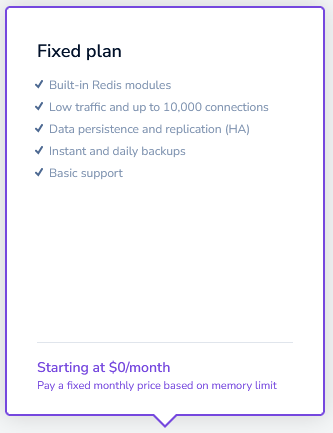 Fixed plan
Built-in Redis modules
Low traffic and up to 10,000 connections
Data persistence and replication (HA)
Instant and daily backups
Basic support
Starting at $0/month
Pay a fixed monthly price based on memory limit